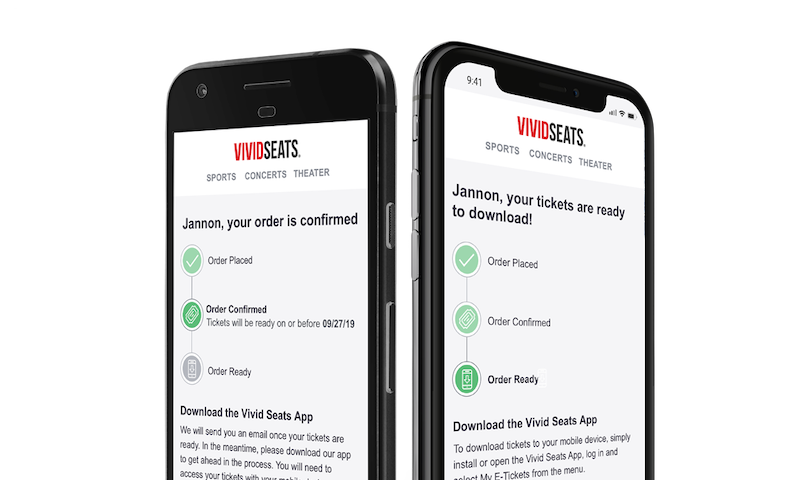 VIVIDSEATS.
SPORTS CONCERTS THEATER
Jannon, your order is confirmed
Order Placed
Order Confirmed
Tickets will be ready on or before 09/27/19
Order Ready
Download the Vivid Seats App
We will send you an email once your tickets are
ready. In the meantime, please download our app
to get ahead in the process. You will need to
access your tickets with your mobile
9:41
VIVIDSEATS.
SPORTS CONCERTS THEATER
Jannon, your tickets are ready
to download!
Order Placed
Order Confirmed
Order Ready
Download the Vivid Seats App
To download tickets to your mobile device, simply
install or open the Vivid Seats App, log in and
select My E-Tickets from the menu.